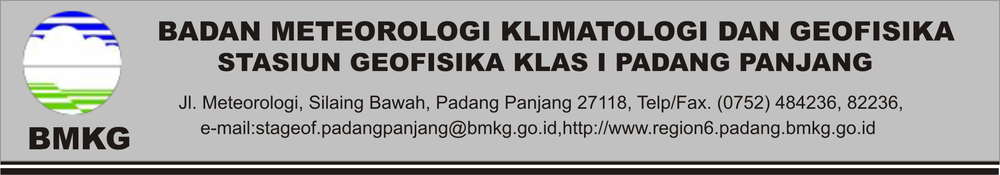 BADAN METEOROLOGI KLIMATOLOGI DAN GEOFISIKA
STASIUN GEOFISIKA KLAS I PADANG PANJANG
Jl. Meteorologi, Silaing Bawah, Padang Panjang 27118, Telp/Fax. (0752) 484236, 82236,
e-mail:stageof.padangpanjang@bmkg.go.id,http://www.region6.padang.bmkg.go.id
BMKG